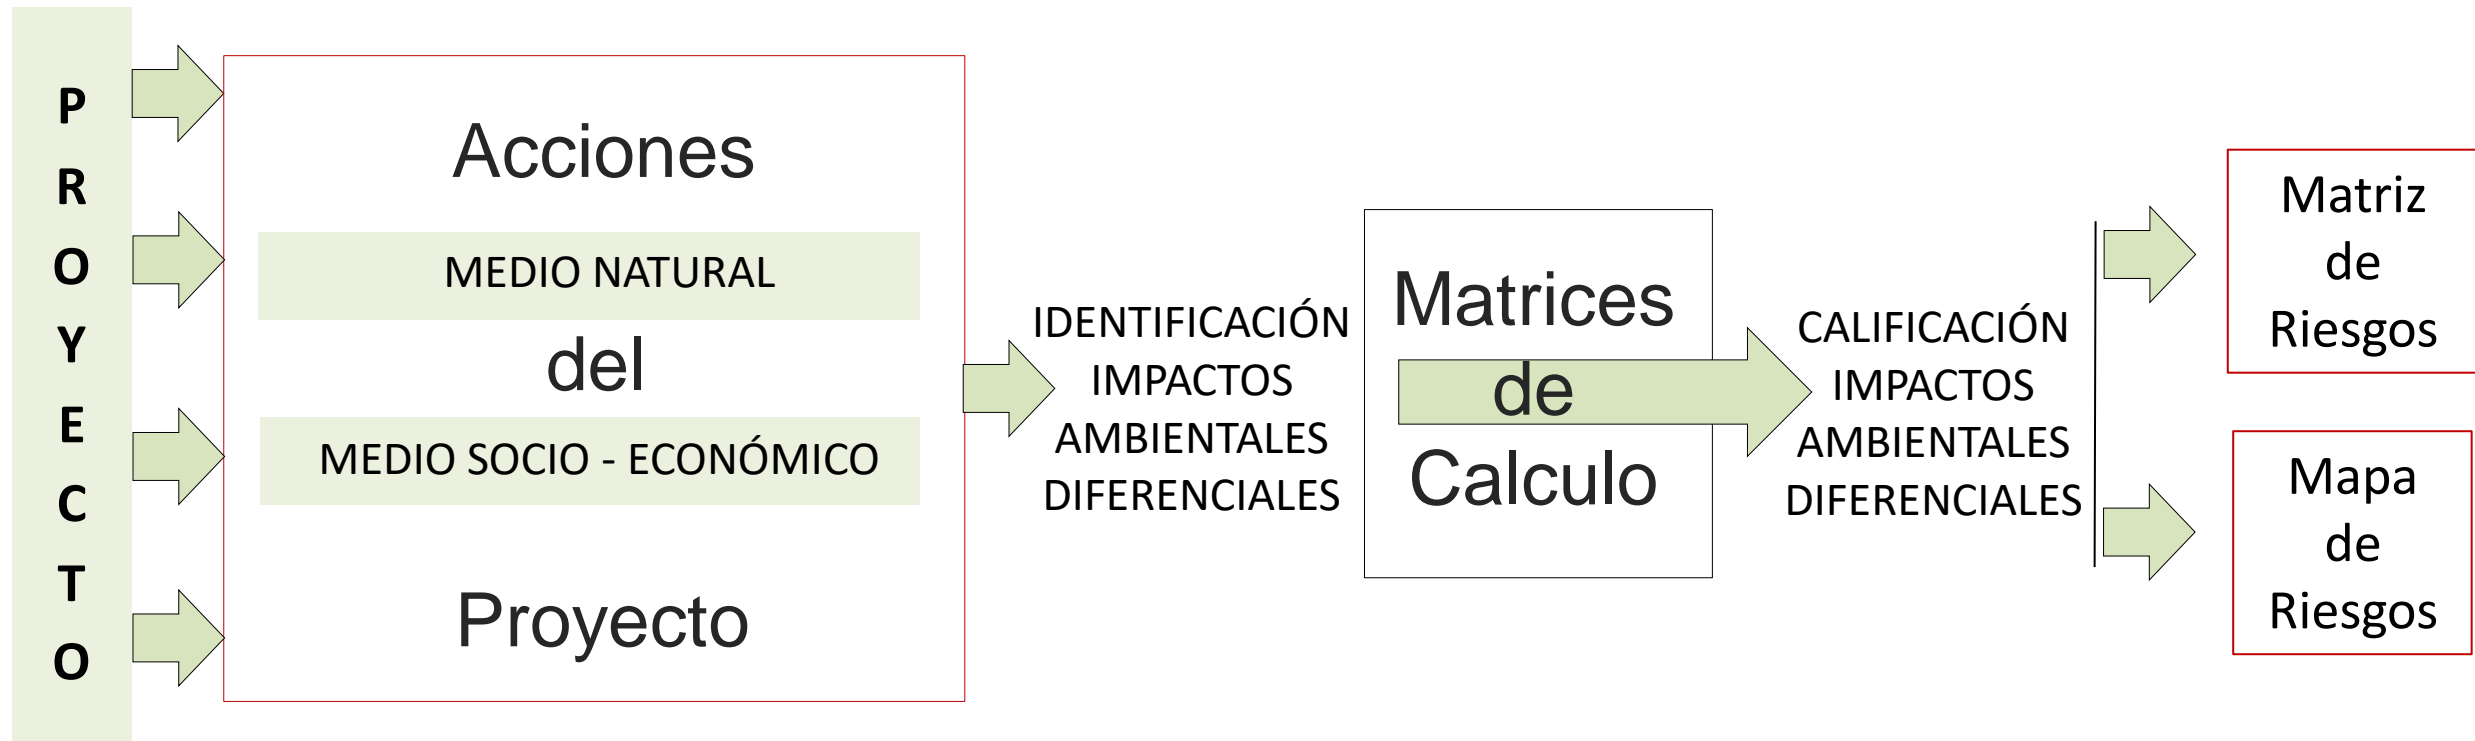 PROYECTO
Acciones
MEDIO NATURAL
del
MEDIO SOCIO - ECONÓMICO
Proyecto
IDENTIFICACIÓN
IMPACTOS
AMBIENTALES
DIFERENCIALES
Matrices
de
Calculo
CALIFICACIÓN
IMPACTOS
AMBIENTALES
DIFERENCIALES
Matriz
de
Riesgos
Mapa
de
Riesgos